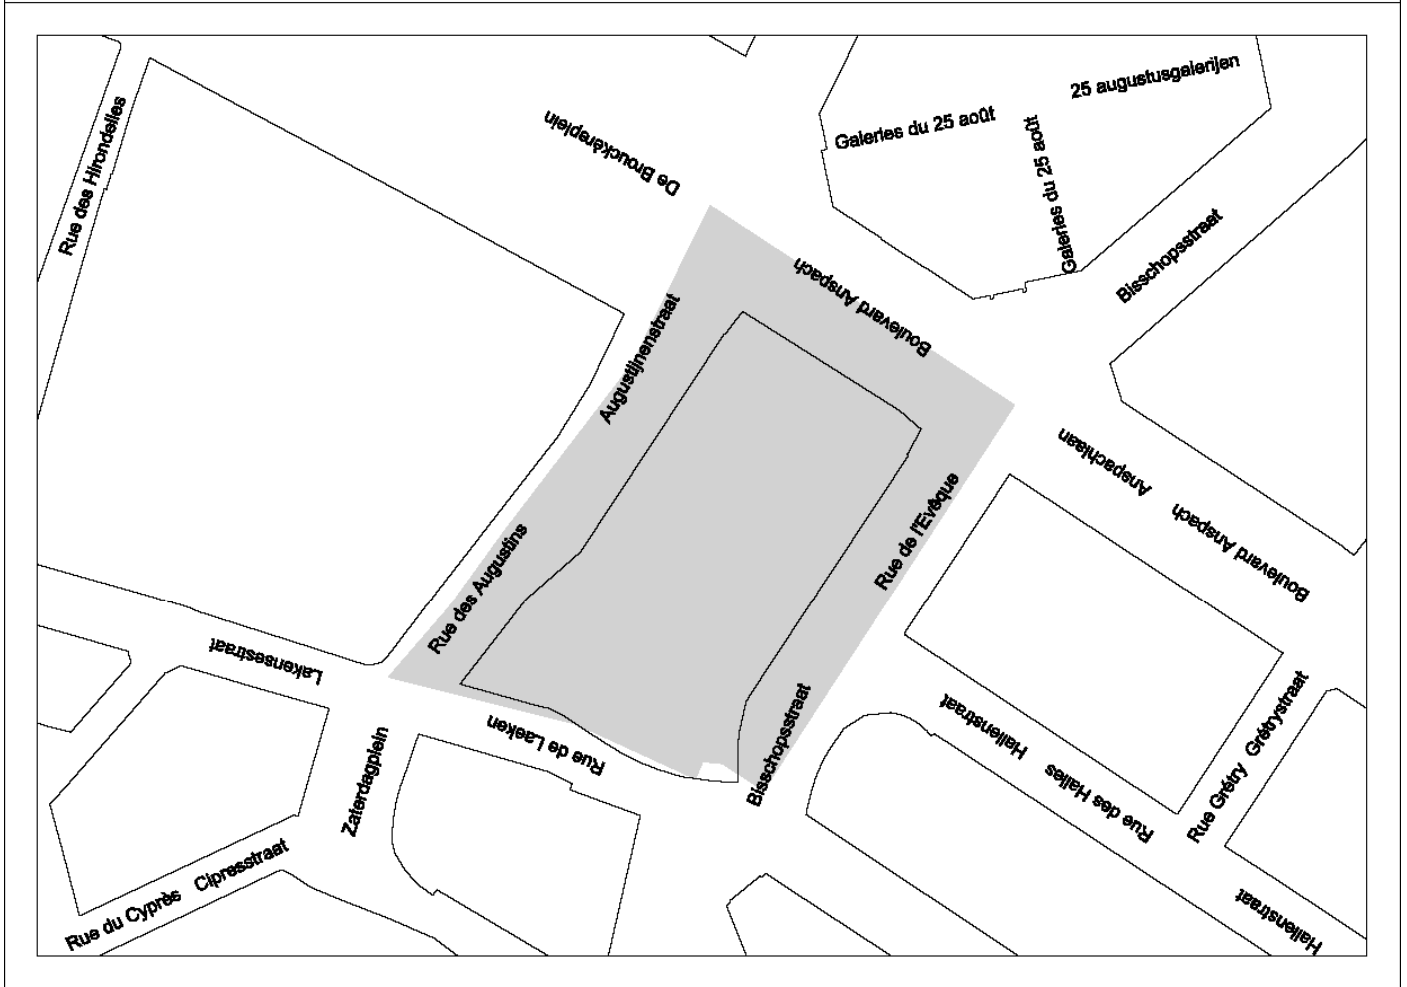 25 augustusgalerijen
Galeries du 25 août
Galeries du 25 août
De Brouckèreplein
Rue des Hirondelles
Bisschopsstraat
Boulevard Anspach
Augustijnenstraat
Anspachlaan
Boulevard Anspach
Rue de l'Evêque
Rue des Augustins
Lakensestraat
Rue de Laeken
Bisschopsstraat
Hallenstraat
Rue des Halles
Grétrystraat
Rue Grétry
Zaterdagplein
Rue du Cyprès
Cipresstraat
Hallenstraat